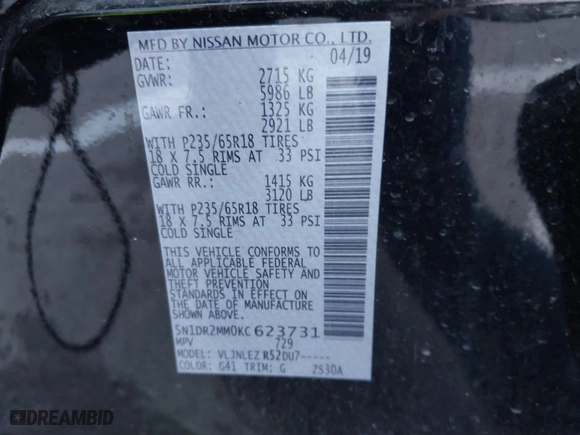 MFD BY NISSAN MOTOR CO., LTD.
DATE: 04/19
GVWR: 2715 KG
5986 LB
GAWR FR.: 1325 KG
2921 LB
WITH P235/65R18 TIRES
18 X 7.5 RIMS AT 33 PSI
COLD SINGLE
GAWR RR.: 1415 KG
3120 LB
WITH P235/65R18 TIRES
18 X 7.5 RIMS AT 33 PSI
COLD SINGLE
THIS VEHICLE CONFORMS TO
ALL APPLICABLE FEDERAL
MOTOR VEHICLE SAFETY AND
THEFT PREVENTION
STANDARDS IN EFFECT ON
THE DATE OF MANUFACTURE
SHOWN ABOVE.
5N1DR2MM0KC623731
MPV 729
MODEL: VLJNLEZ R52DU7-----
COLOR: G41 TRIM: G 2S30A
DREAMBID